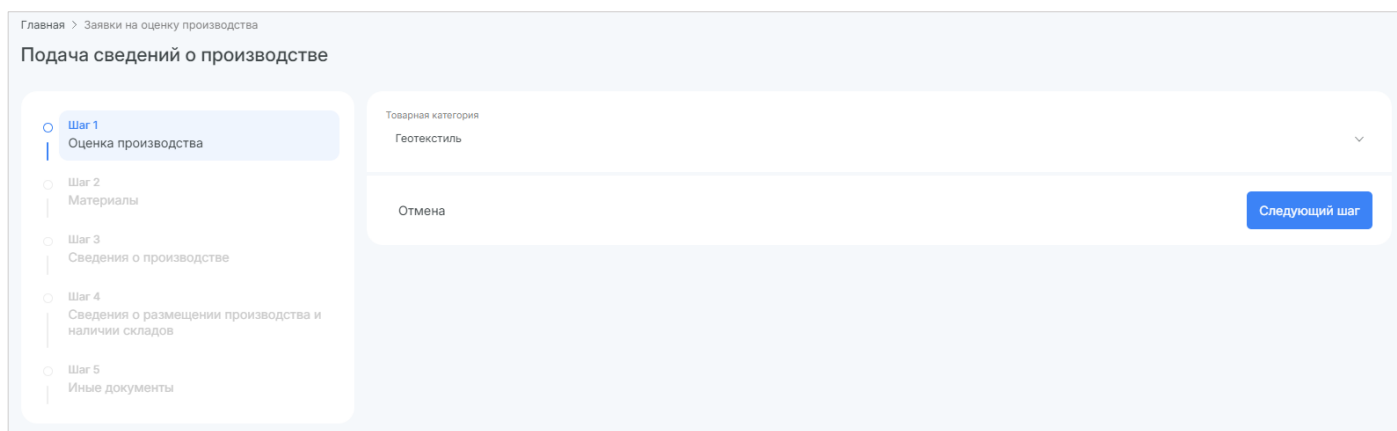 Главная > Заявки на оценку производства
Подача сведений о производстве
Шаг 1
Оценка производства
Шаг 2
Материалы
Шаг 3
Сведения о производстве
Шаг 4
Сведения о размещении производства и
наличии складов
Шаг 5
Иные документы
Товарная категория
Геотекстиль
Отмена
Следующий шаг